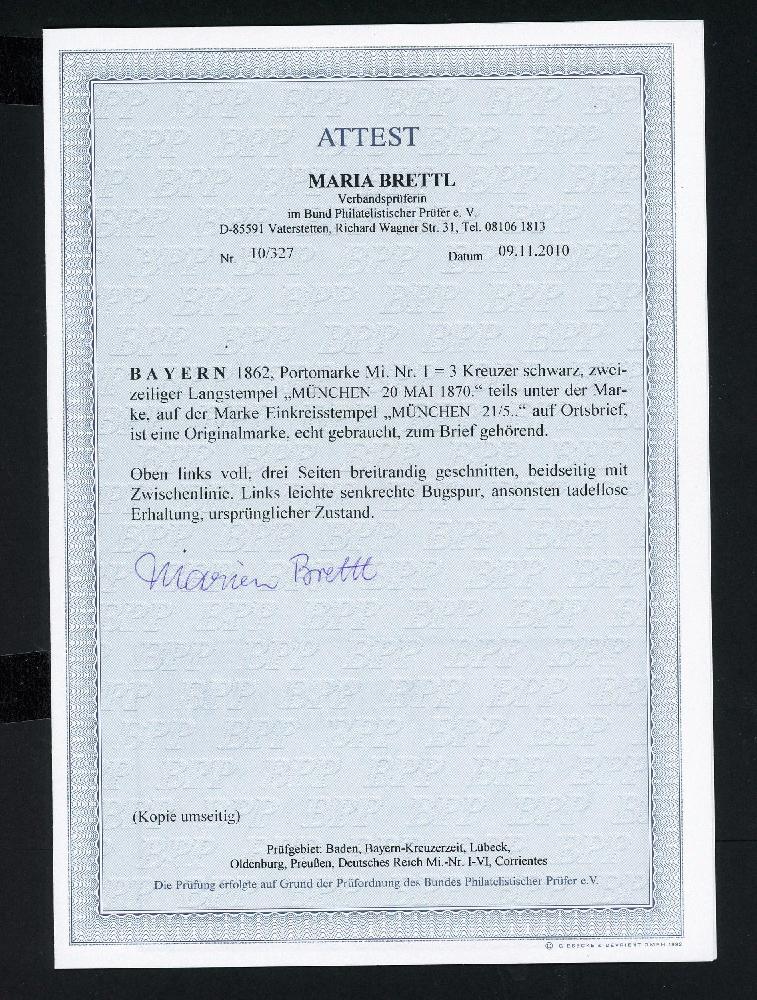 ATTEST
MARIA BRETTL
Verbandsprüferin
im Bund Philatelistischer Prüfer e. V.
D-85591 Vaterstetten, Richard Wagner Str. 31, Tel. 08106 1813
Nr. 10/327 Datum 09.11.2010
BAYERN 1862, Portomarke Mi. Nr. 1 = 3 Kreuzer schwarz, zwei-
zeiliger Langstempel „MÜNCHEN 20 MAI 1870.“ teils unter der Mar-
ke, auf der Marke Einkreisstempel „MÜNCHEN 21/5..“ auf Ortsbrief,
ist eine Originalmarke, echt gebraucht, zum Brief gehörend.
Oben links voll, drei Seiten breitrandig geschnitten, beidseitig mit
Zwischenlinie. Links leichte senkrechte Bugspur, ansonsten tadellose
Erhaltung, ursprünglicher Zustand.
(Kopie umseitig)
Prüfgebiet: Baden, Bayern-Kreuzerzeit, Lübeck,
Oldenburg, Preußen, Deutsches Reich Mi.-Nr. I-VI, Corrientes
Die Prüfung erfolgte auf Grund der Prüfordnung des Bundes Philatelistischer Prüfer e.V.
© GIESECKE & DEVRIENT GMBH 1992